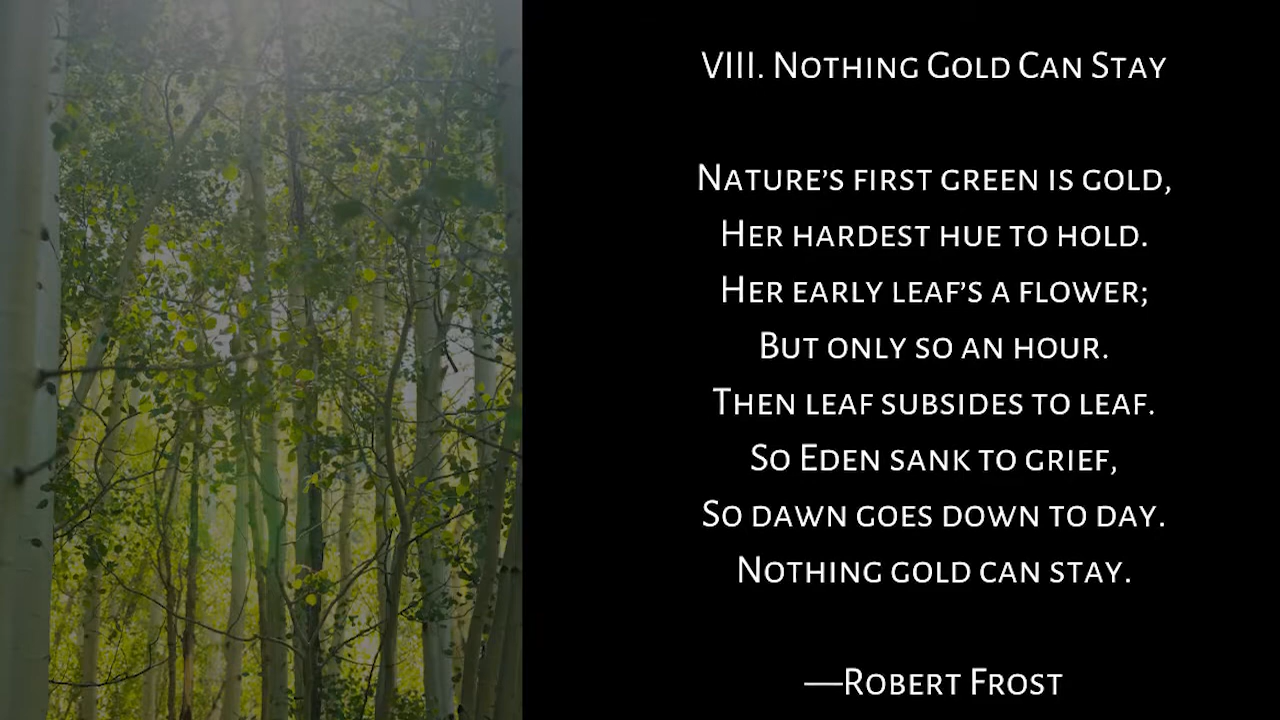 VIII. Nothing Gold Can Stay
Nature’s first green is gold,
Her hardest hue to hold.
Her early leaf’s a flower;
But only so an hour.
Then leaf subsides to leaf.
So Eden sank to grief,
So dawn goes down to day.
Nothing gold can stay.
—Robert Frost